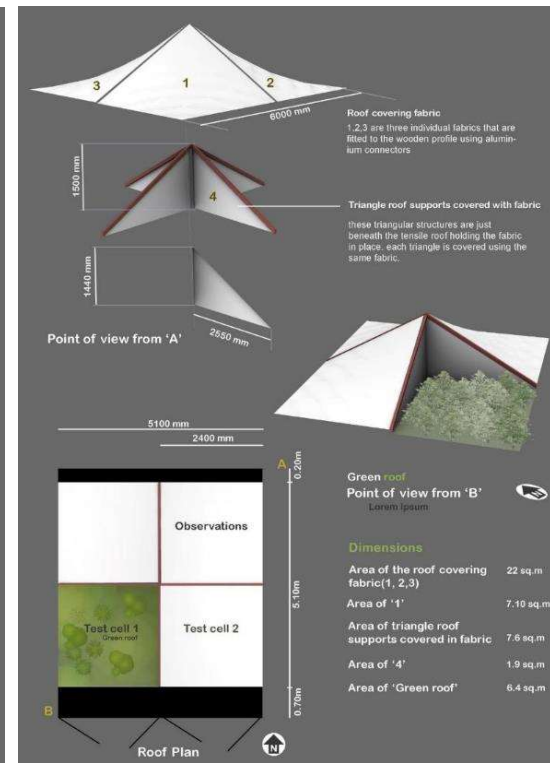 3
1
2
6000 mm
Roof covering fabric
1,2,3 are three individual fabrics that are
fitted to the wooden profile using alumin-
ium connectors
1500 mm
4
Triangle roof supports covered with fabric
these triangular structures are just
beneath the tensile roof holding the fabric
in place. each triangle is covered using the
same fabric.
1440 mm
2550 mm
Point of view from 'A'
5100 mm
2400 mm
A
0.20m
Observations
5.10m
Test cell 1
Green roof
Test cell 2
0.70m
B
Roof Plan
N
Green roof
Point of view from 'B'
Lorem ipsum
Dimensions
Area of the roof covering
fabric(1, 2,3) 22 sq.m
Area of '1' 7.10 sq.m
Area of triangle roof
supports covered in fabric 7.6 sq.m
Area of '4' 1.9 sq.m
Area of 'Green roof' 6.4 sq.m